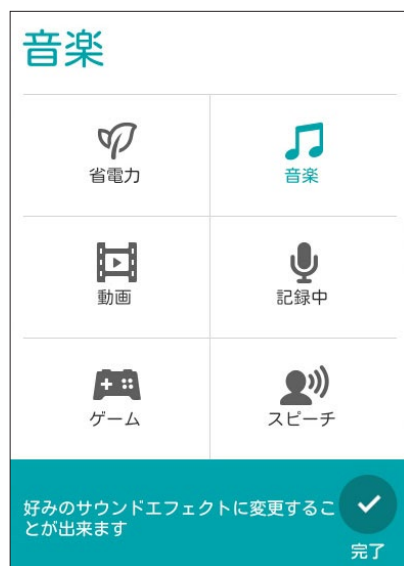 音楽
省電力
音楽
動画
記録中
ゲーム
スピーチ
好みのサウンドエフェクトに変更するこ
とが出来ます
完了